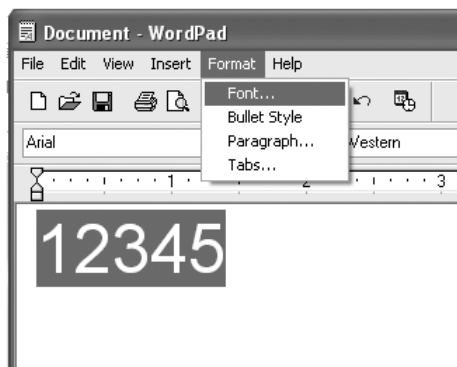 Document - WordPad
File Edit View Insert Format Help
Font...
Bullet Style
Arial
Paragraph...
Western
Tabs...
1 2 3
12345